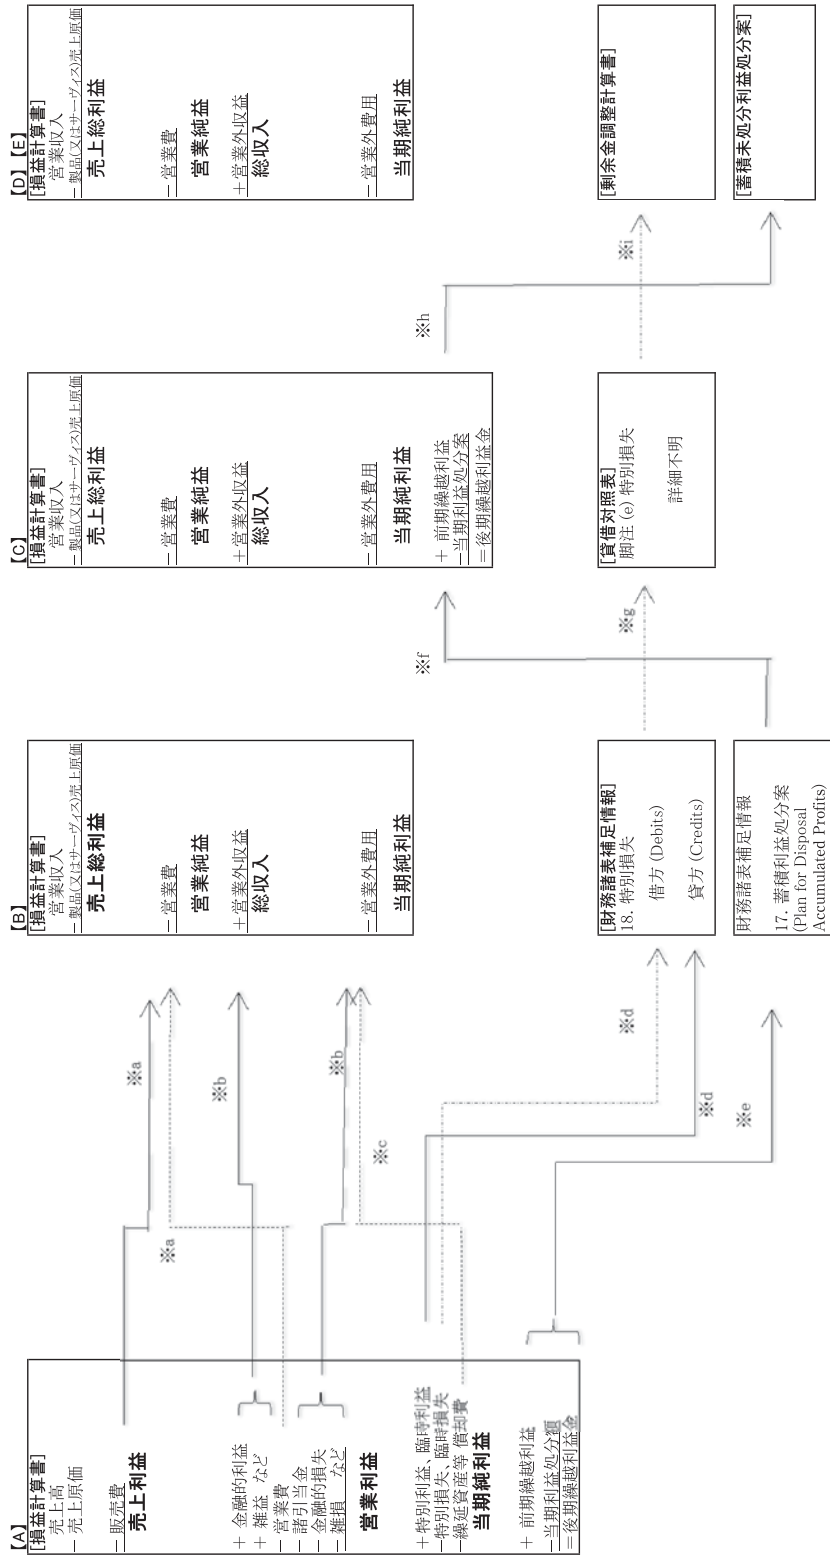 【A】
[損益計算書]
売上高
－ 売上原価
－ 販売費
売上利益
＋ 金融的利益
＋ 雑益 など
－営業費
－ 諸引当金
－ 金融的損失
－ 雑損 など
営業利益
＋特別利益、臨時利益
－特別損失、臨時損失
－繰延資産等 償却費
当期純利益
＋ 前期繰越利益
－当期利益処分額
＝後期繰越利益金
※a
※a
※b
※b
※c
※d
※d
※e
【B】
[損益計算書]
営業収入
－ 製品(又はサーヴィス)売上原価
売上総利益
－ 営業費
営業純益
＋営業外収益
総収入
－ 営業外費用
当期純利益
[財務諸表補足情報]
18. 特別損失
借方 (Debits)
貸方 (Credits)
財務諸表補足情報
17. 蓄積利益処分案
(Plan for Disposal
Accumulated Profits)
※f
※g
【C】
[損益計算書]
営業収入
－ 製品(又はサーヴィス)売上原価
売上総利益
－ 営業費
営業純益
＋営業外収益
総収入
－ 営業外費用
当期純利益
＋ 前期繰越利益
－当期利益処分案
＝後期繰越利益金
[貸借対照表]
脚注 (e) 特別損失
詳細不明
※h
※i
【D】【E】
[損益計算書]
営業収入
－ 製品(又はサーヴィス)売上原価
売上総利益
－ 営業費
営業純益
＋営業外収益
総収入
－ 営業外費用
当期純利益
[剰余金調整計算書]
[蓄積未処分利益処分案]